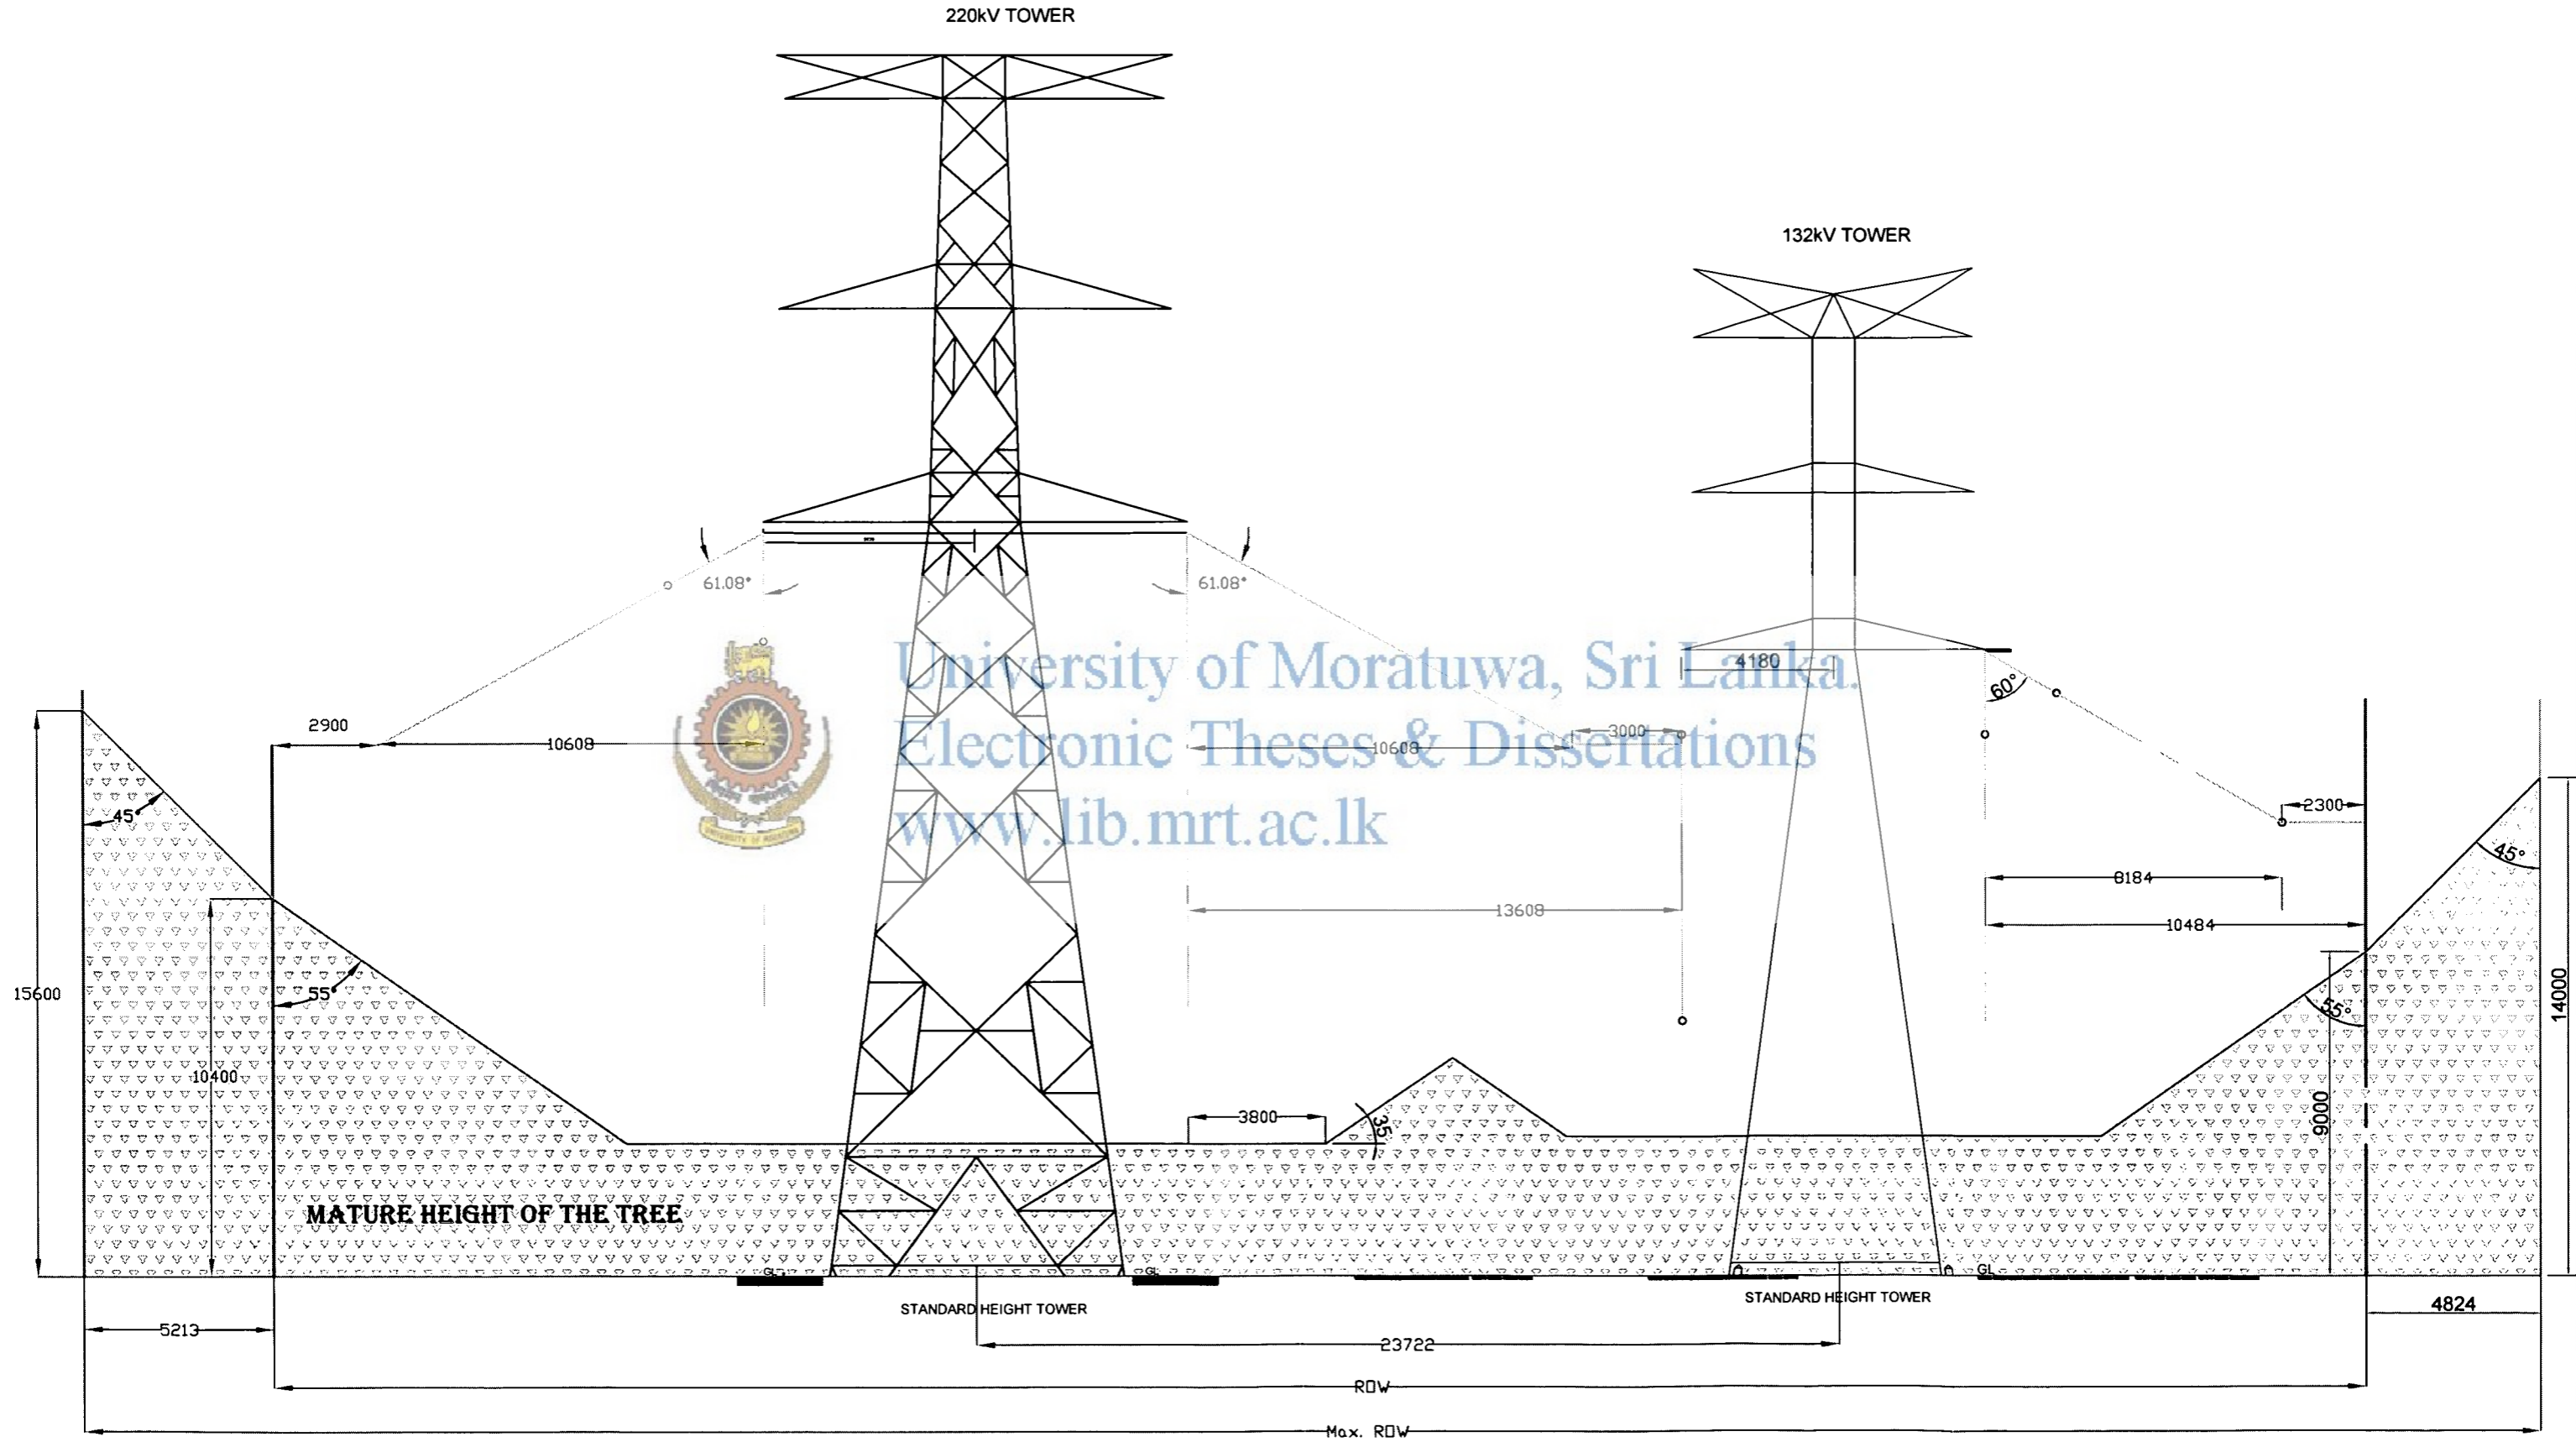 220kV TOWER
132kV TOWER
61.08°
61.08°
University of Moratuwa, Sri Lanka.
4180
60°
2900
10608
10608
3000
Electronic Theses & Dissertations
45°
2300
www.lib.mrt.ac.lk
45°
8184
13608
10484
15600
55°
55°
14000
10400
3800
35
9000
MATURE HEIGHT OF THE TREE
GL
GL
GL
STANDARD HEIGHT TOWER
STANDARD HEIGHT TOWER
4824
5213
23722
ROW
Max. ROW